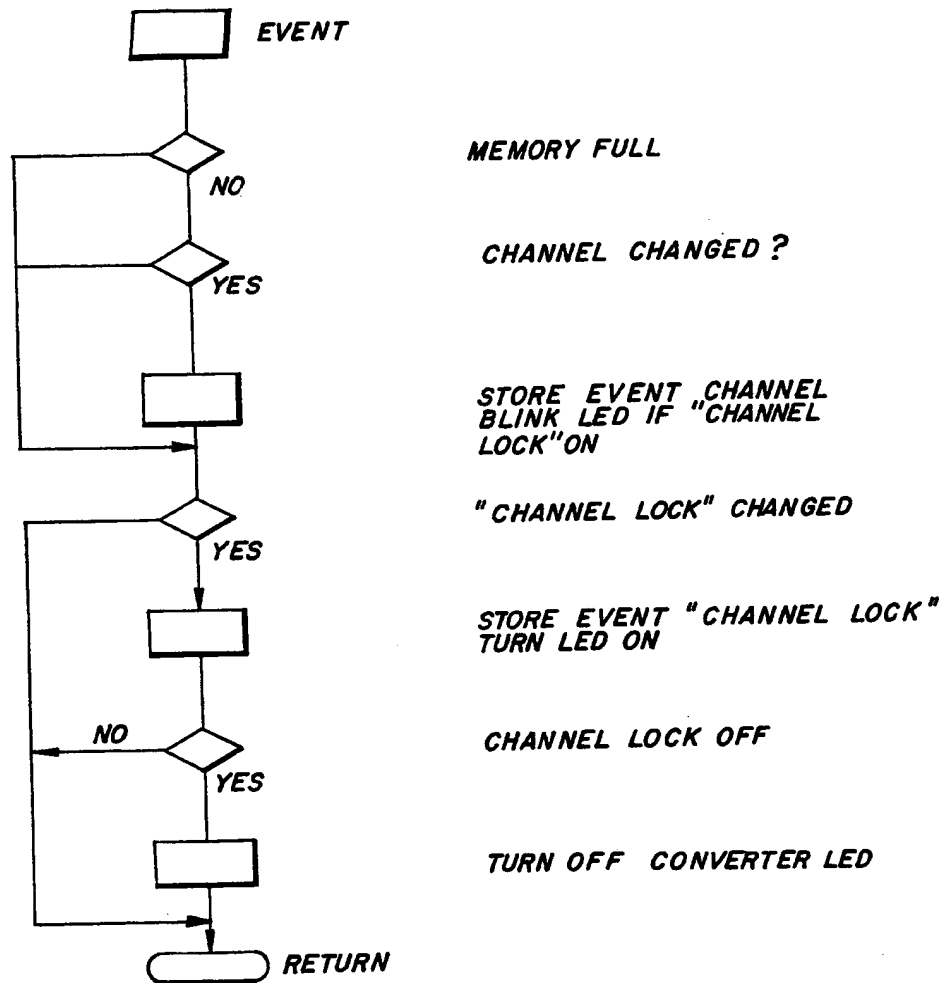 EVENT
MEMORY FULL
NO
CHANNEL CHANGED?
YES
STORE EVENT CHANNEL
BLINK LED IF "CHANNEL
LOCK" ON
"CHANNEL LOCK" CHANGED
YES
STORE EVENT "CHANNEL LOCK"
TURN LED ON
NO
CHANNEL LOCK OFF
YES
TURN OFF CONVERTER LED
RETURN